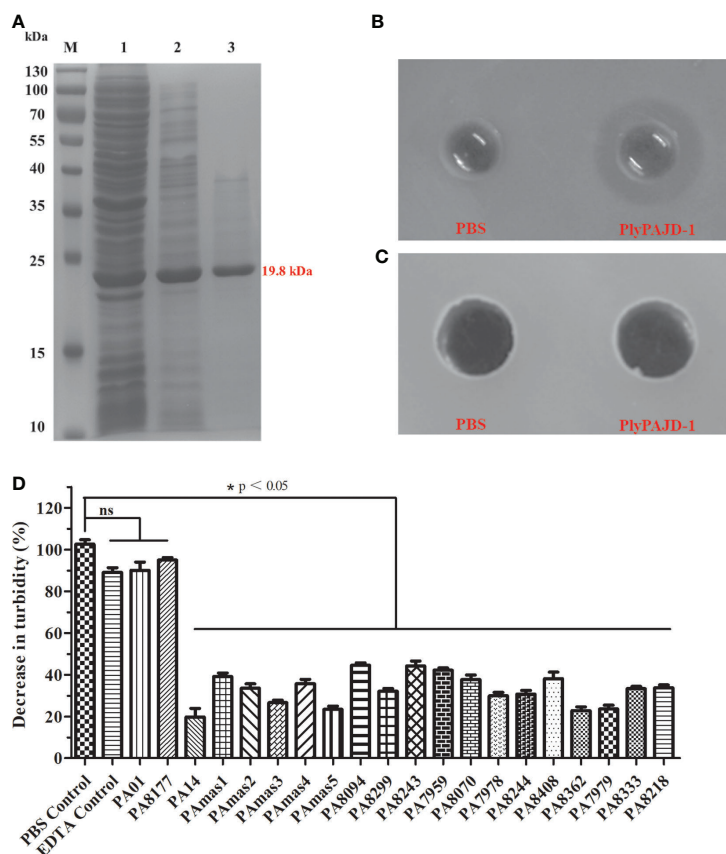 A
kDa
M 1 2 3
130
100
70
55
40
35
25
19.8 kDa
15
10
B
PBS PlyPAJD-1
C
PBS PlyPAJD-1
D
* p < 0.05
ns
Decrease in turbidity (%)
120
100
80
60
40
20
0
PBS Control
EDTA Control
PA01
PA8177
PA14
PAmas1
PAmas2
PAmas3
PAmas4
PAmas5
PA8094
PA8299
PA8243
PA7959
PA8070
PA7978
PA8244
PA8408
PA8362
PA7979
PA8333
PA8218